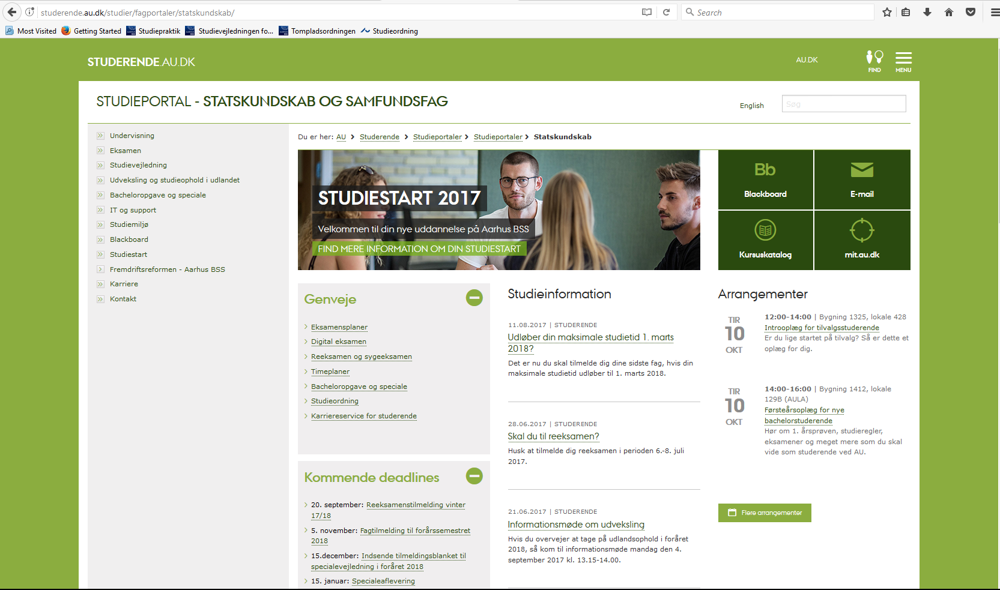 studerende.au.dk/studier/fagportaler/statskundskab/
Search
Most Visited
Getting Started
Studiepraktik
Studievejledningen fo...
Tompladsordningen
Studieordning
STUDERENDE.AU.DK
AU.DK
FIND
MENU
STUDIEPORTAL - STATSKUNDSKAB OG SAMFUNDSFAG
English
Søg
Undervisning
Eksamen
Studievejledning
Udveksling og studieophold i udlandet
Bacheloropgave og speciale
IT og support
Studiemiljø
Blackboard
Studiestart
Fremdriftsreformen - Aarhus BSS
Karriere
Kontakt
Du er her: AU > Studerende > Studieportaler > Studieportaler > Statskundskab
STUDIESTART 2017
Velkommen til din nye uddannelse på Aarhus BSS
FIND MERE INFORMATION OM DIN STUDIESTART
Bb
Blackboard
E-mail
Kursuskatalog
mit.au.dk
Genveje
Eksamensplaner
Digital eksamen
Reeksamen og sygeeksamen
Timeplaner
Bacheloropgave og speciale
Studieordning
Karriereservice for studerende
Kommende deadlines
20. september: Reeksamenstilmelding vinter
17/18
5. november: Fagtilmelding til forårssemestret
2018
15.december: Indsende tilmeldingsblanket til
specialevejledning i foråret 2018
15. januar: Specialeaflevering
Studieinformation
11.08.2017 | STUDERENDE
Udløber din maksimale studietid 1. marts
2018?
Det er nu du skal tilmelde dig dine sidste fag, hvis din
maksimale studietid udløber til 1. marts 2018.
28.06.2017 | STUDERENDE
Skal du til reeksamen?
Husk at tilmelde dig reeksamen i perioden 6.-8. juli
2017.
21.06.2017 | STUDERENDE
Informationsmøde om udveksling
Hvis du overvejer at tage på udlandsophold i foråret
2018, så kom til informationsmøde mandag den 4.
september 2017 kl. 13.15-14.00.
Arrangementer
TIR
10
OKT
12:00-14:00 | Bygning 1325, lokale 428
Introoplæg for tilvalgsstuderende
Er du lige startet på tilvalg? Så er dette et
oplæg for dig.
TIR
10
OKT
14:00-16:00 | Bygning 1412, lokale
129B (AULA)
Førsteårsoplæg for nye
bachelorstuderende
Hør om 1. årsprøven, studieregler,
eksamener og meget mere som du skal
vide som studerende ved AU.
Flere arrangementer